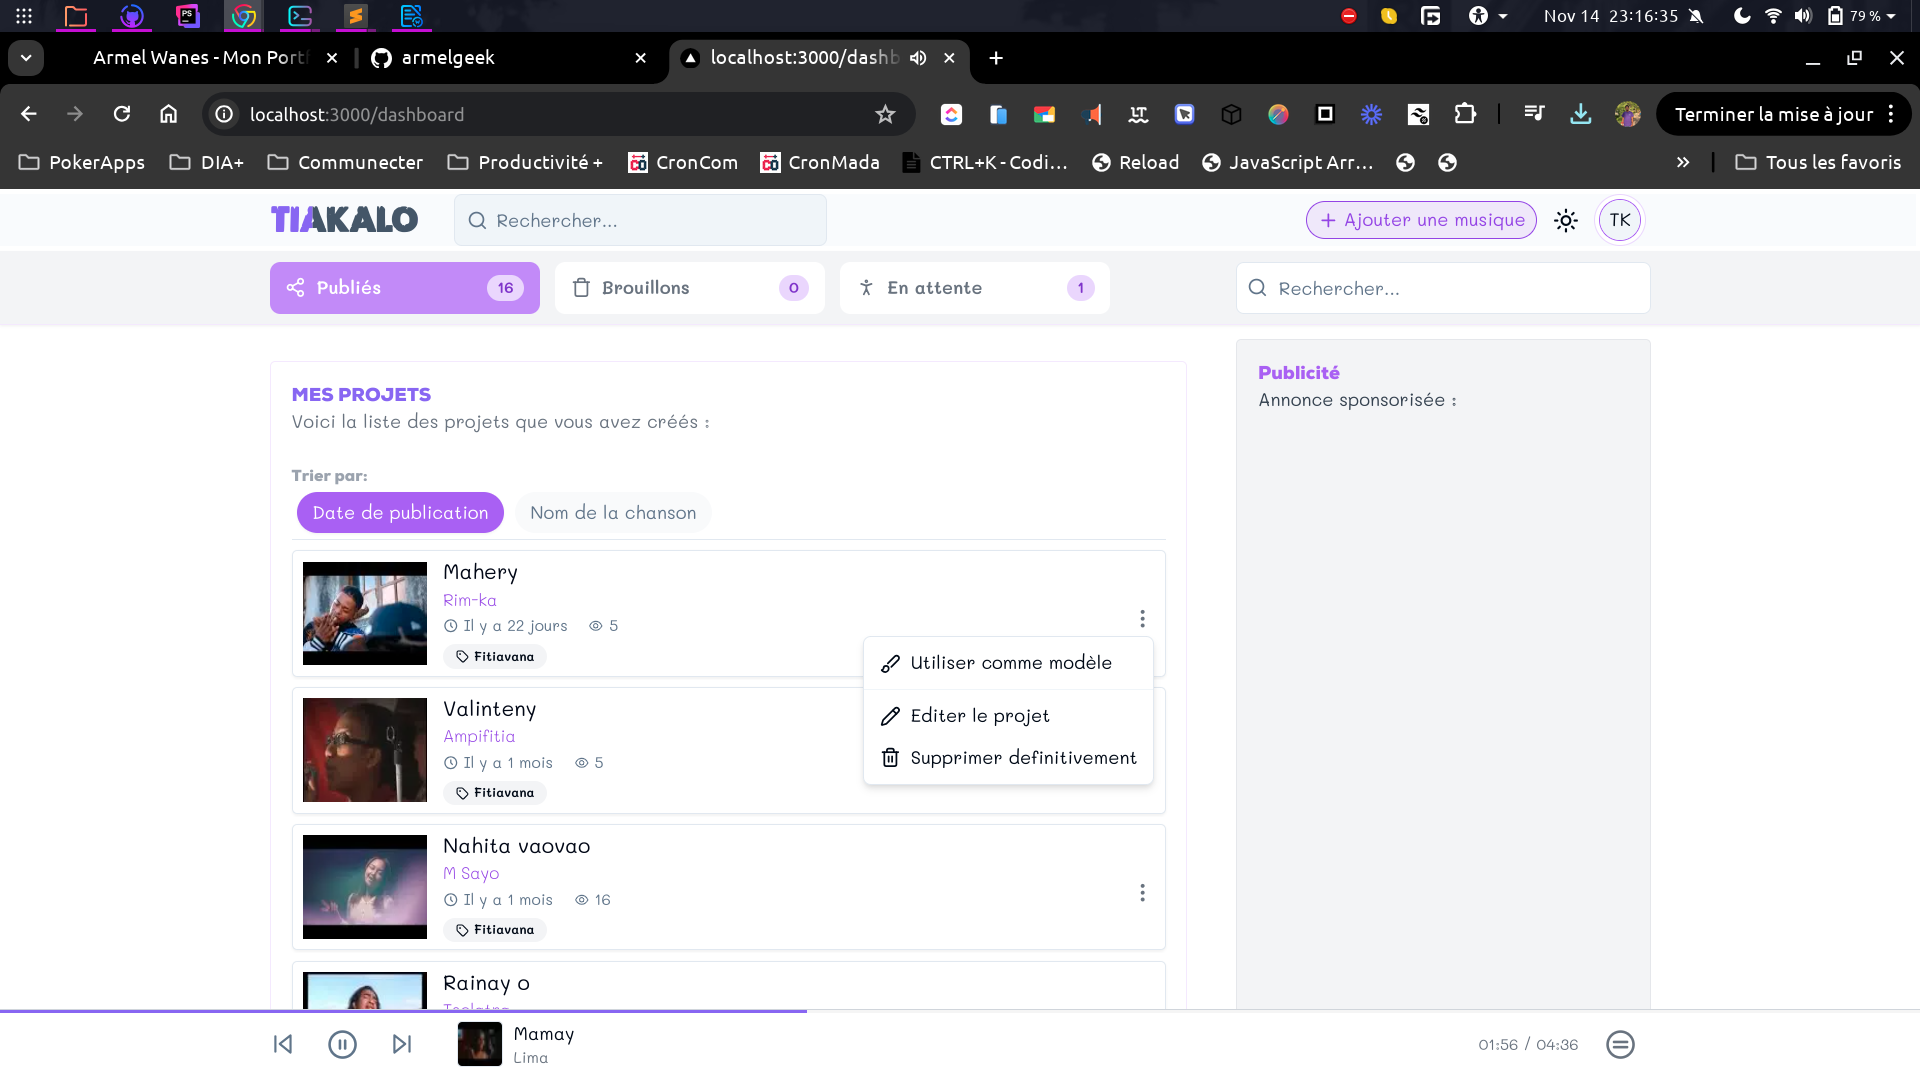 Nov 14 23:16:35
79 %
Armel Wanes - Mon Portf
armelgeek
localhost:3000/dashb
localhost:3000/dashboard
Terminer la mise à jour
PokerApps
DIA+
Communecter
Productivité +
CronCom
CronMada
CTRL+K - Codi...
Reload
JavaScript Arr...
Tous les favoris
TIAKALO
Rechercher...
Ajouter une musique
TK
Publiés
16
Brouillons
0
En attente
1
Rechercher...
MES PROJETS
Voici la liste des projets que vous avez créés :
Trier par:
Date de publication
Nom de la chanson
Mahery
Rim-ka
Il y a 22 jours
5
Fitiavana
Utiliser comme modèle
Editer le projet
Supprimer definitivement
Valinteny
Ampifitia
Il y a 1 mois
5
Fitiavana
Nahita vaovao
M Sayo
Il y a 1 mois
16
Fitiavana
Rainay o
Publicité
Annonce sponsorisée :
Mamay
Lima
01:56 / 04:36